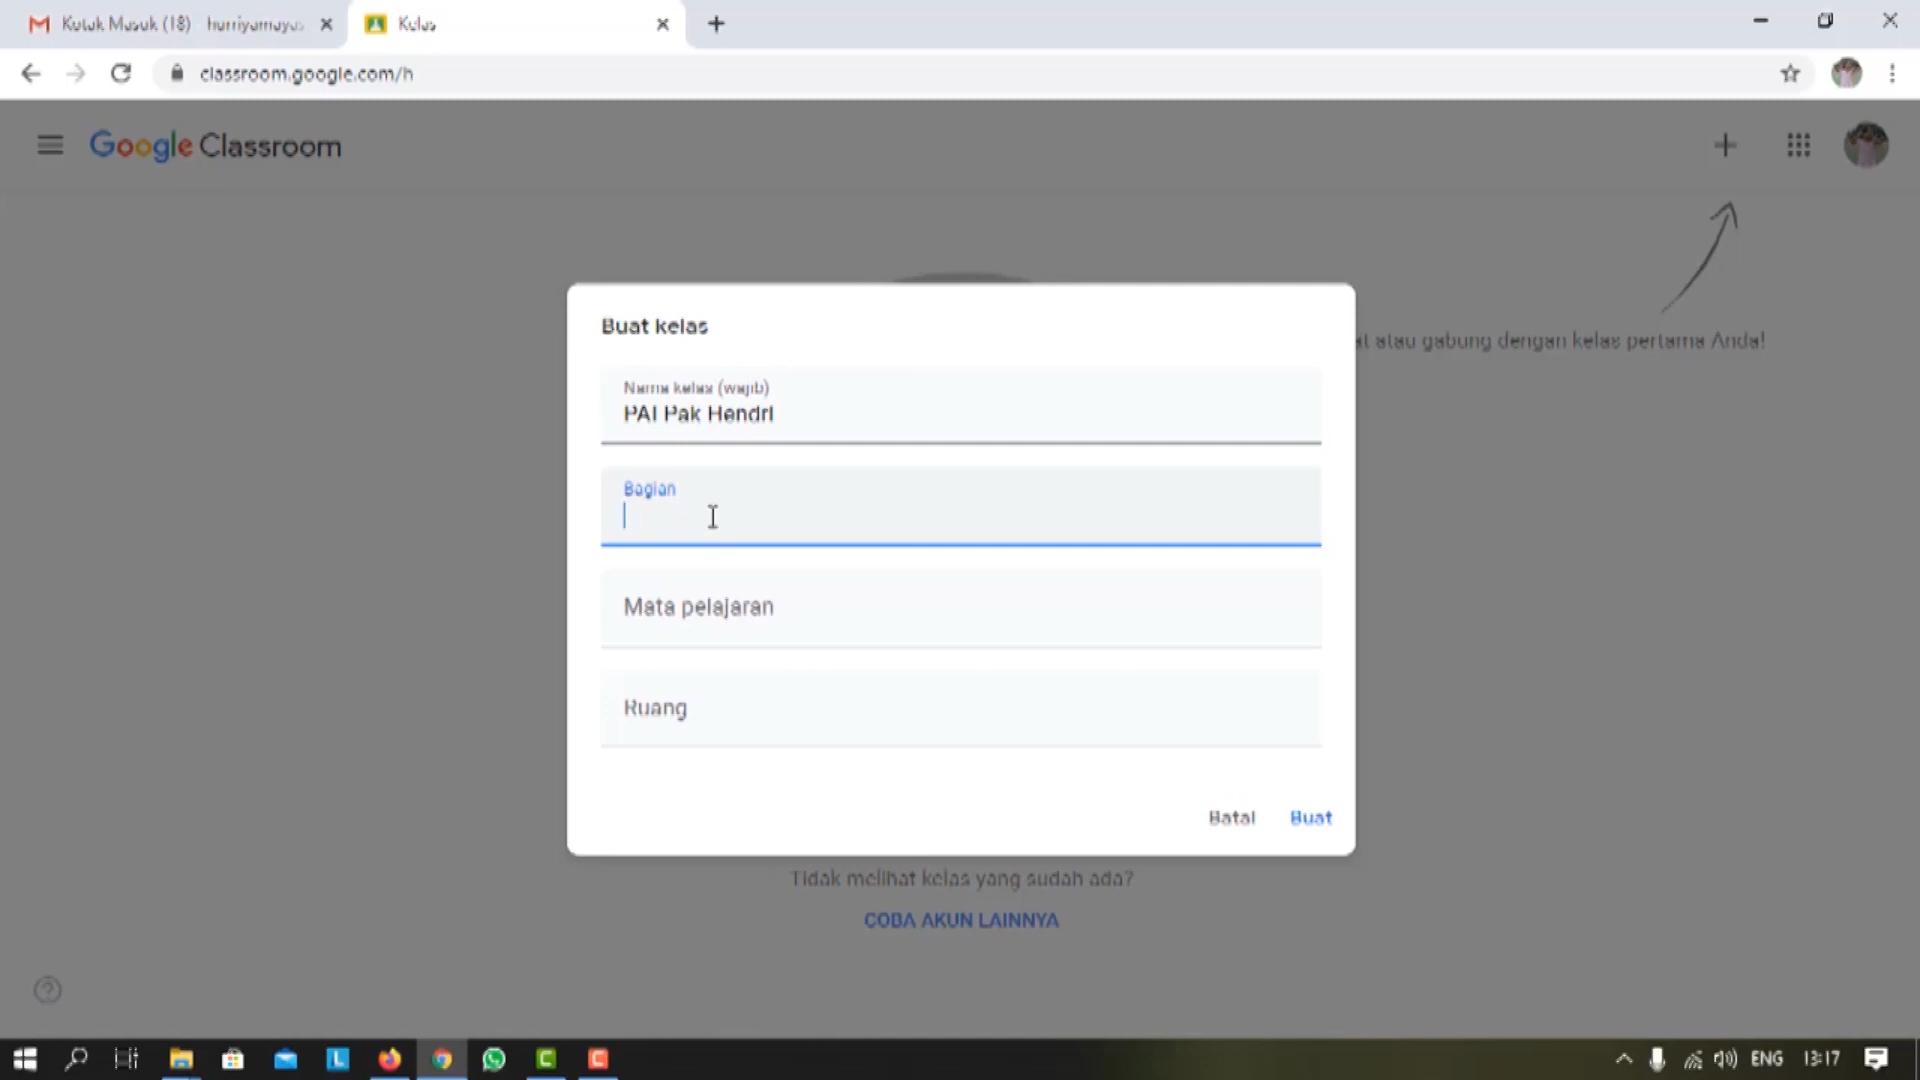 Kotak Masuk (18)
Kelas
classroom.google.com/h
Google Classroom
at atau gabung dengan kelas pertama Anda!
Buat kelas
Nama kelas (wajib)
PAI Pak Hendri
Bagian
Mata pelajaran
Ruang
Batal Buat
Tidak melihat kelas yang sudah ada?
COBA AKUN LAINNYA
ENG 13:17